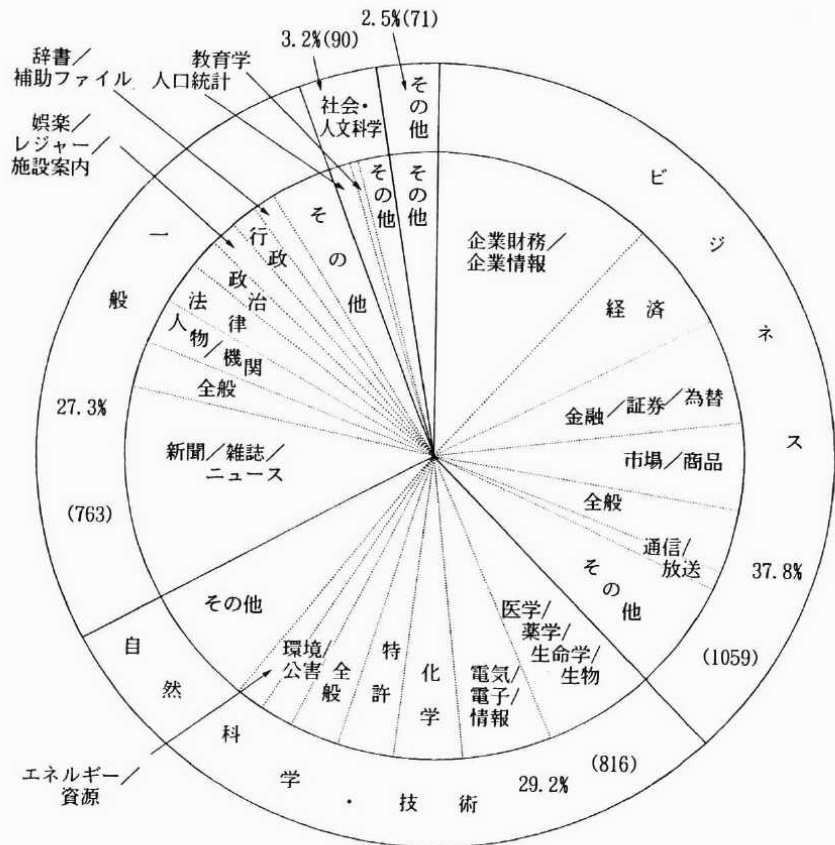 2.5%(71)
3.2%(90)
辞書／
補助ファイル
教育学
人口統計
娯楽／
レジャー／
施設案内
社会・
人文科学
その他
その他
その他
ビジネス
企業財務／
企業情報
経済
金融／証券／為替
市場／商品
全般
通信/
放送
その他
37.8%
(1059)
医学/
薬学/
生命学/
生物
電気/
電子/
情報
化学
特許
全般
環境/
公害
エネルギー／
資源
その他
自然科学・技術
29.2%
(816)
一般
27.3%
(763)
新聞／雑誌／
ニュース
全般
人物/機関
法律
政治
行政
その他